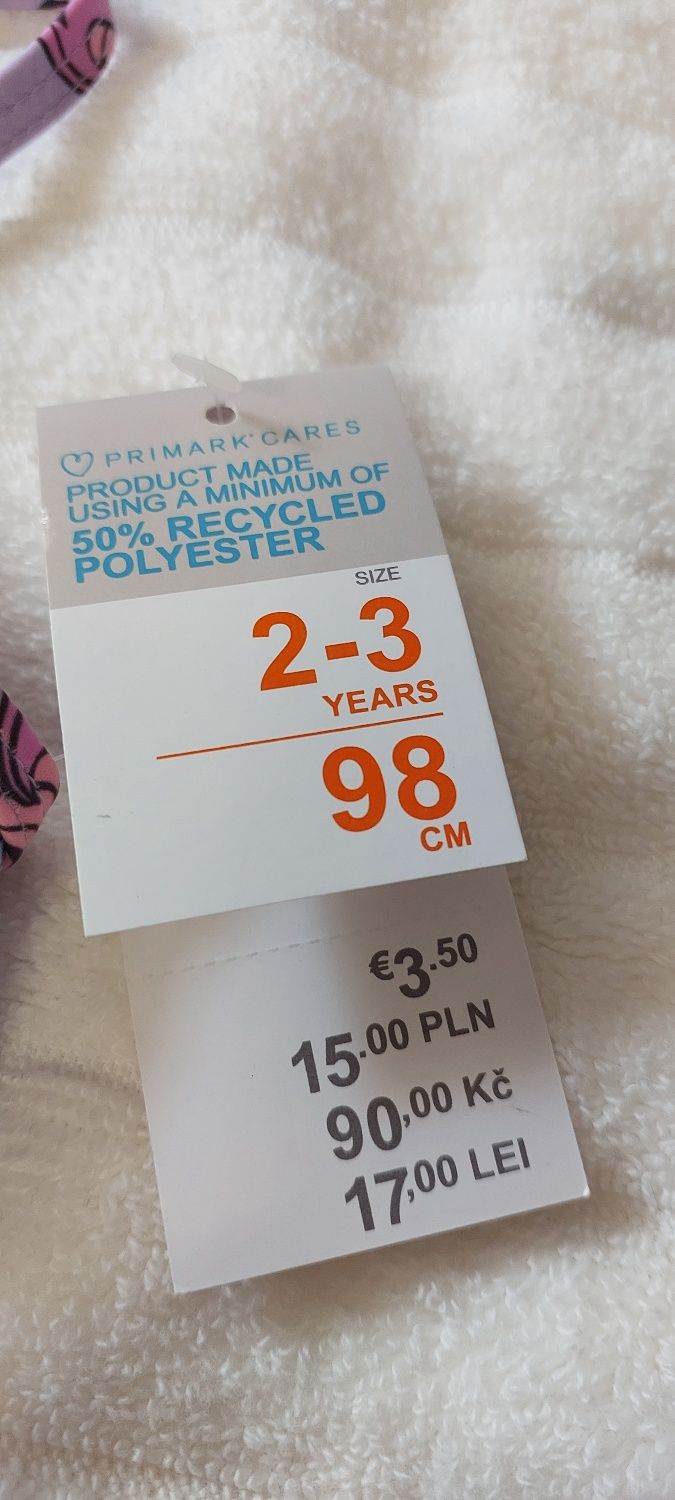 PRIMARK® CARES
PRODUCT MADE
USING A MINIMUM OF
50% RECYCLED
POLYESTER
SIZE
2-3
YEARS
98
CM
€3.50
15.00 PLN
90,00 Kč
17,00 LEI